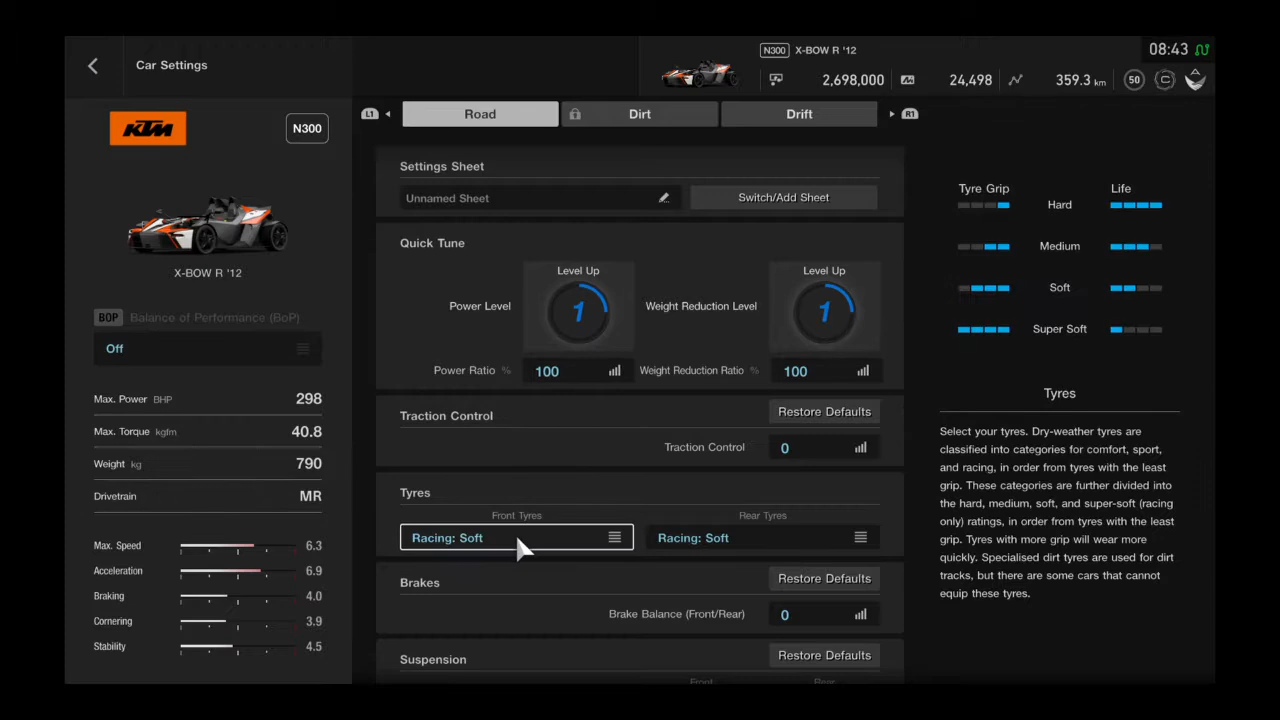 Car Settings
N300 X-BOW R '12
08:43
2,698,000
24,498
359.3 km
50
C
KTM
N300
X-BOW R '12
BOP Balance of Performance (BoP)
Off
Max. Power BHP 298
Max. Torque kgfm 40.8
Weight kg 790
Drivetrain MR
Max. Speed 6.3
Acceleration 6.9
Braking 4.0
Cornering 3.9
Stability 4.5
L1 Road Dirt Drift R1
Settings Sheet
Unnamed Sheet Switch/Add Sheet
Quick Tune
Level Up Level Up
Power Level 1 Weight Reduction Level 1
Power Ratio % 100 Weight Reduction Ratio % 100
Traction Control Restore Defaults
Traction Control 0
Tyres
Front Tyres Rear Tyres
Racing: Soft Racing: Soft
Brakes Restore Defaults
Brake Balance (Front/Rear) 0
Suspension Restore Defaults
Front Rear
Tyre Grip Life
Hard
Medium
Soft
Super Soft
Tyres
Select your tyres. Dry-weather tyres are
classified into categories for comfort, sport,
and racing, in order from tyres with the least
grip. These categories are further divided into
the hard, medium, soft, and super-soft (racing
only) ratings, in order from tyres with the least
grip. Tyres with more grip will wear more
quickly. Specialised dirt tyres are used for dirt
tracks, but there are some cars that cannot
equip these tyres.